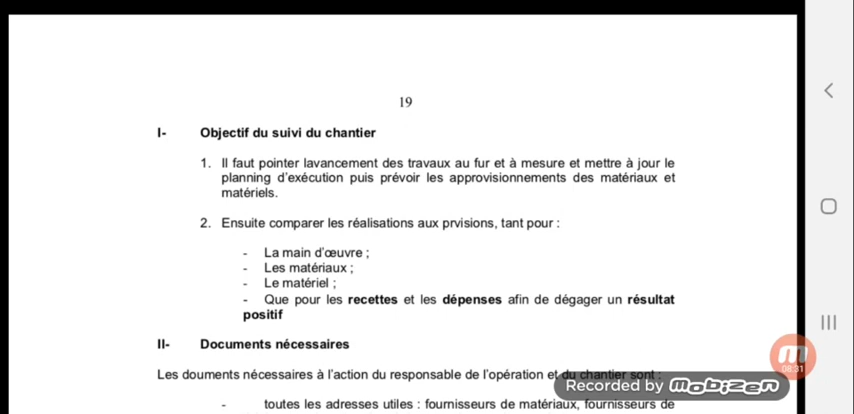 19
I- Objectif du suivi du chantier
1. Il faut pointer lavancement des travaux au fur et à mesure et mettre à jour le
planning d'exécution puis prévoir les approvisionnements des matériaux et
matériels.
2. Ensuite comparer les réalisations aux prvisions, tant pour :
- La main d'œuvre ;
- Les matériaux ;
- Le matériel ;
- Que pour les recettes et les dépenses afin de dégager un résultat
positif
II- Documents nécessaires
Les douments nécessaires à l'action du responsable de l'opération et du chantier sont :
- toutes les adresses utiles : fournisseurs de matériaux, fournisseurs de
08:31
Recorded by Mobizen